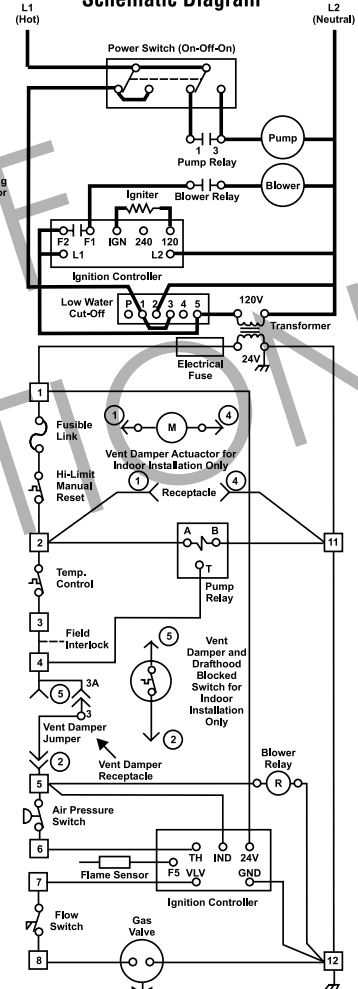 Schematic Diagram
L1
(Hot)
L2
(Neutral)
Power Switch (On-Off-On)
1 3
Pump Relay
Pump
Blower Relay
Blower
Igniter
F2 F1 IGN 240 120
L1
L2
Ignition Controller
Low Water
Cut-Off
P 1 2 3 4 5
120V
Transformer
24V
Electrical
Fuse
1
Fusible
Link
1
M
4
Vent Damper Actuactor for
Indoor Installation Only
Hi-Limit
Manual
Reset
1
Receptacle
4
2
A B
T
Pump
Relay
11
Temp.
Control
3
Field
Interlock
4
5
3A
3
Vent Damper
Jumper
2
Vent Damper
Receptacle
5
2
Vent
Damper and
Drafthood
Blocked
Switch for
Indoor
Installation
Only
Blower
Relay
R
5
Air Pressure
Switch
6
TH IND 24V
Flame Sensor
F5 VLV GND
Ignition Controller
7
Flow
Switch
Gas
Valve
8
12